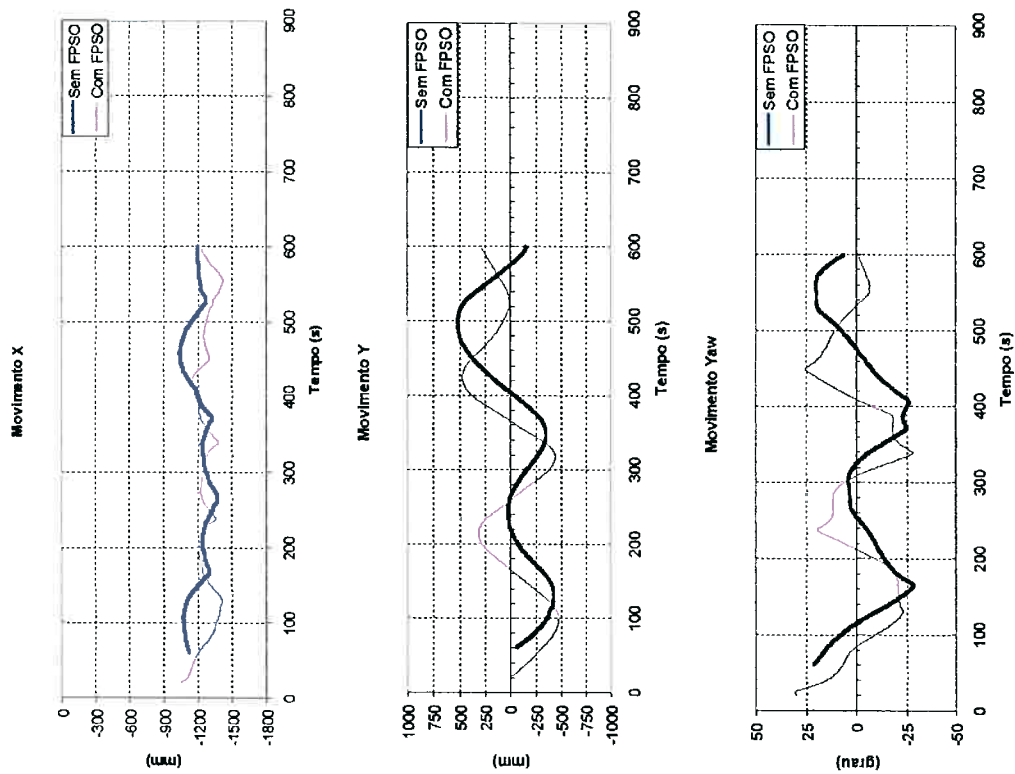 Movimento X
Sem FPSO
Com FPSO
0
-300
-600
-900
-1200
-1500
-1800
(mm)
0 100 200 300 400 500 600 700 800 900
Tempo (s)
Movimento Y
Sem FPSO
Com FPSO
1000
750
500
250
0
-250
-500
-750
-1000
(mm)
0 100 200 300 400 500 600 700 800 900
Tempo (s)
Movimento Yaw
Sem FPSO
Com FPSO
50
25
0
-25
-50
(grau)
0 100 200 300 400 500 600 700 800 900
Tempo (s)